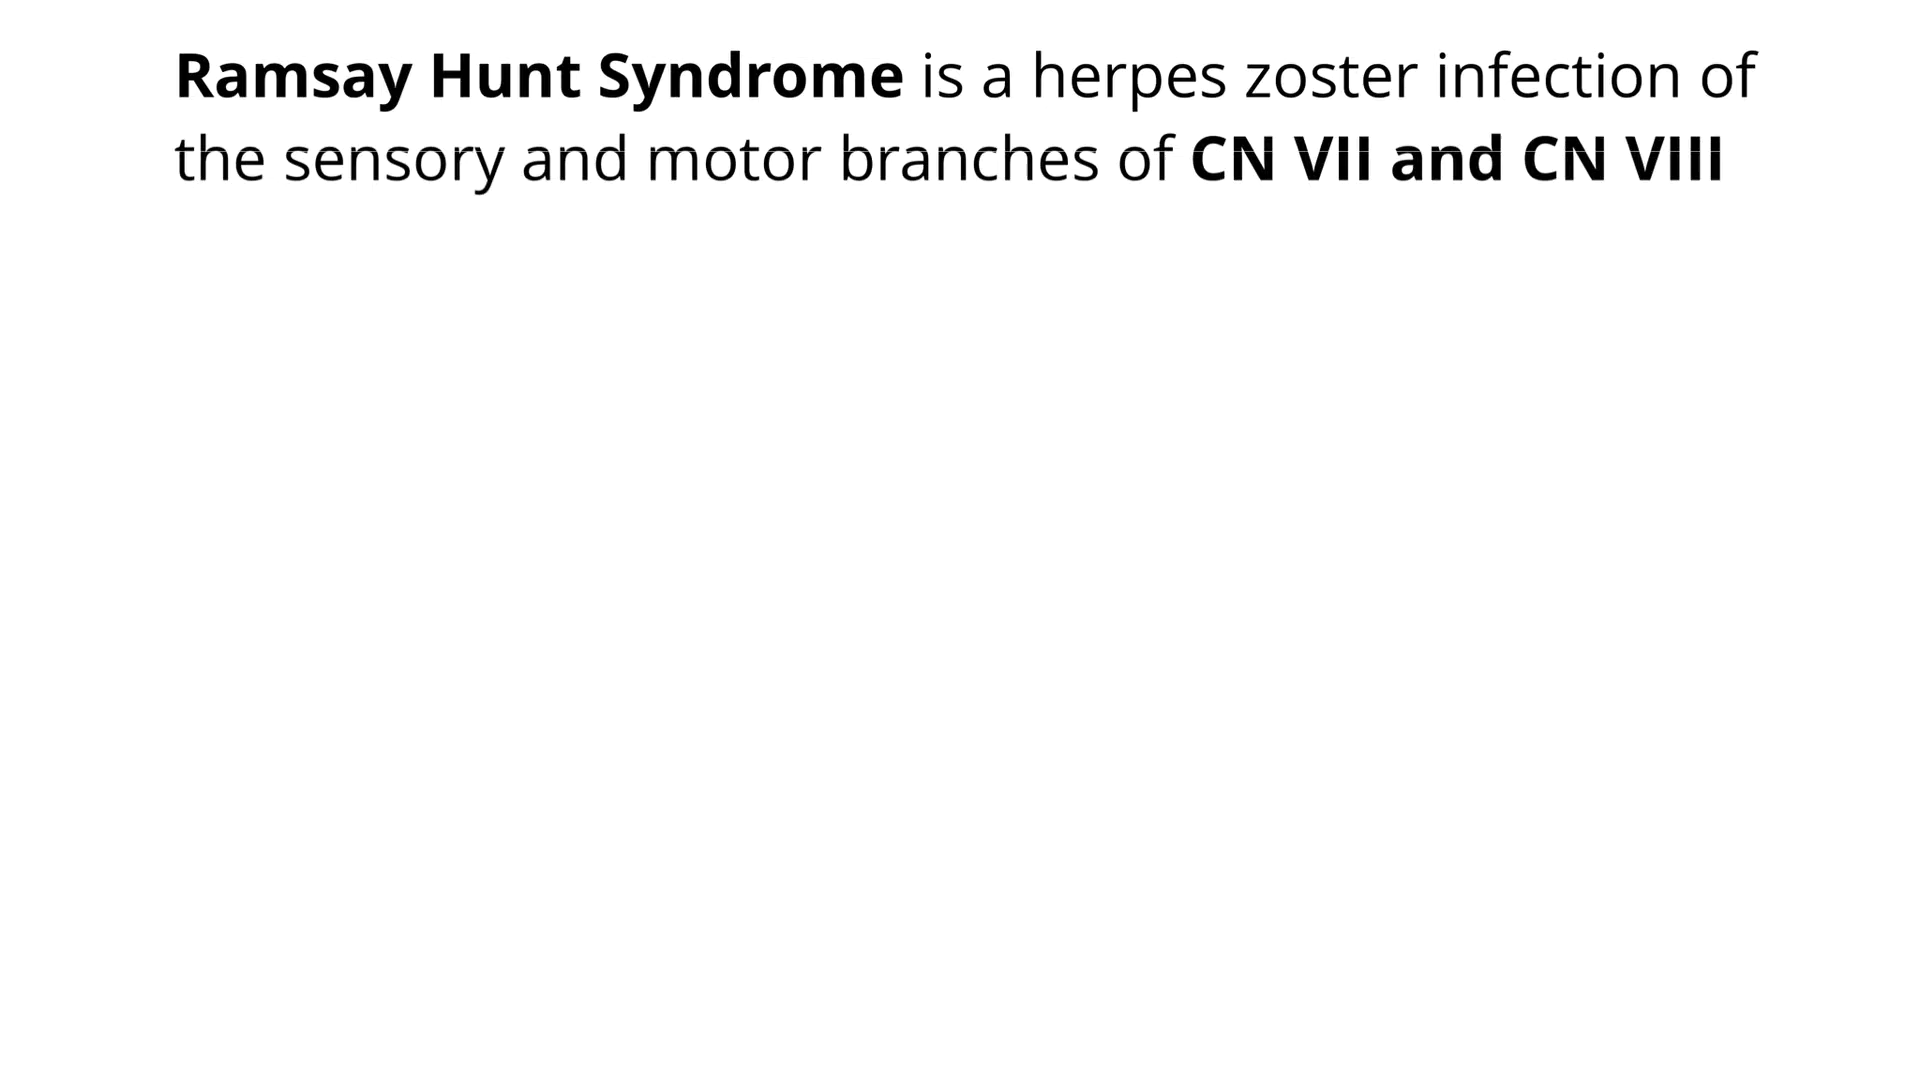 Ramsay Hunt Syndrome is a herpes zoster infection of
the sensory and motor branches of CN VII and CN VIII